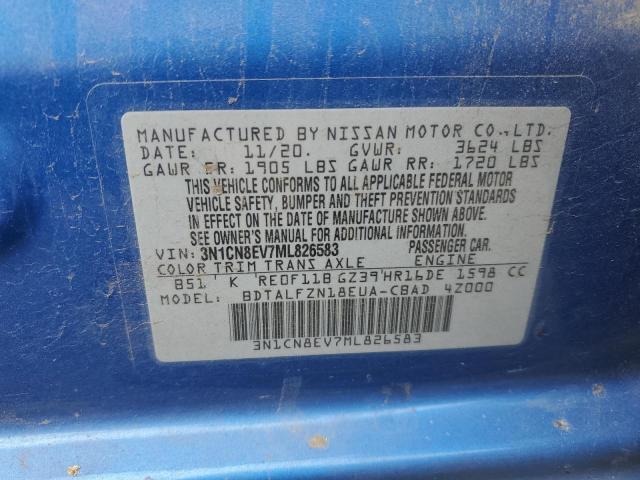 MANUFACTURED BY NISSAN MOTOR CO., LTD.
DATE: 11/20. GVWR: 3624 LBS
GAWR FR: 1905 LBS GAWR RR: 1720 LBS
THIS VEHICLE CONFORMS TO ALL APPLICABLE FEDERAL MOTOR
VEHICLE SAFETY, BUMPER AND THEFT PREVENTION STANDARDS
IN EFFECT ON THE DATE OF MANUFACTURE SHOWN ABOVE.
SEE OWNER'S MANUAL FOR ADDITIONAL INFORMATION.
VIN: 3N1CN8EV7ML826583 PASSENGER CAR.
COLOR TRIM TRANS AXLE ENGINE
B51 K RE0F11B GZ39 HR16DE 1598 CC
BDTALFZN18EUA-CBAD 4Z000
3N1CN8EV7ML826583